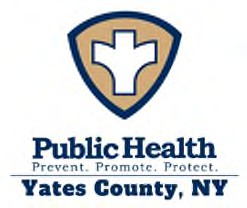 Public Health
Prevent. Promote. Protect.
Yates County, NY